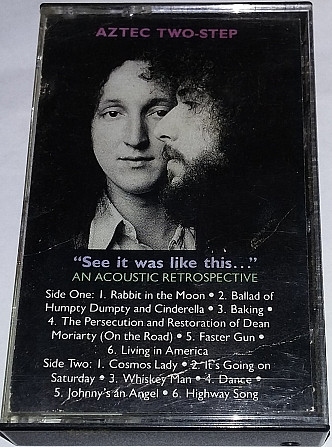 AZTEC TWO-STEP
"See it was like this..."
AN ACOUSTIC RETROSPECTIVE
Side One: 1. Rabbit in the Moon • 2. Ballad of
Humpty Dumpty and Cinderella • 3. Baking •
4. The Persecution and Restoration of Dean
Moriarty (On the Road) • 5. Faster Gun •
6. Living in America
Side Two: 1. Cosmos Lady • 2. It's Going on
Saturday • 3. Whiskey Man • 4. Dance •
5. Johnny's an Angel • 6. Highway Song